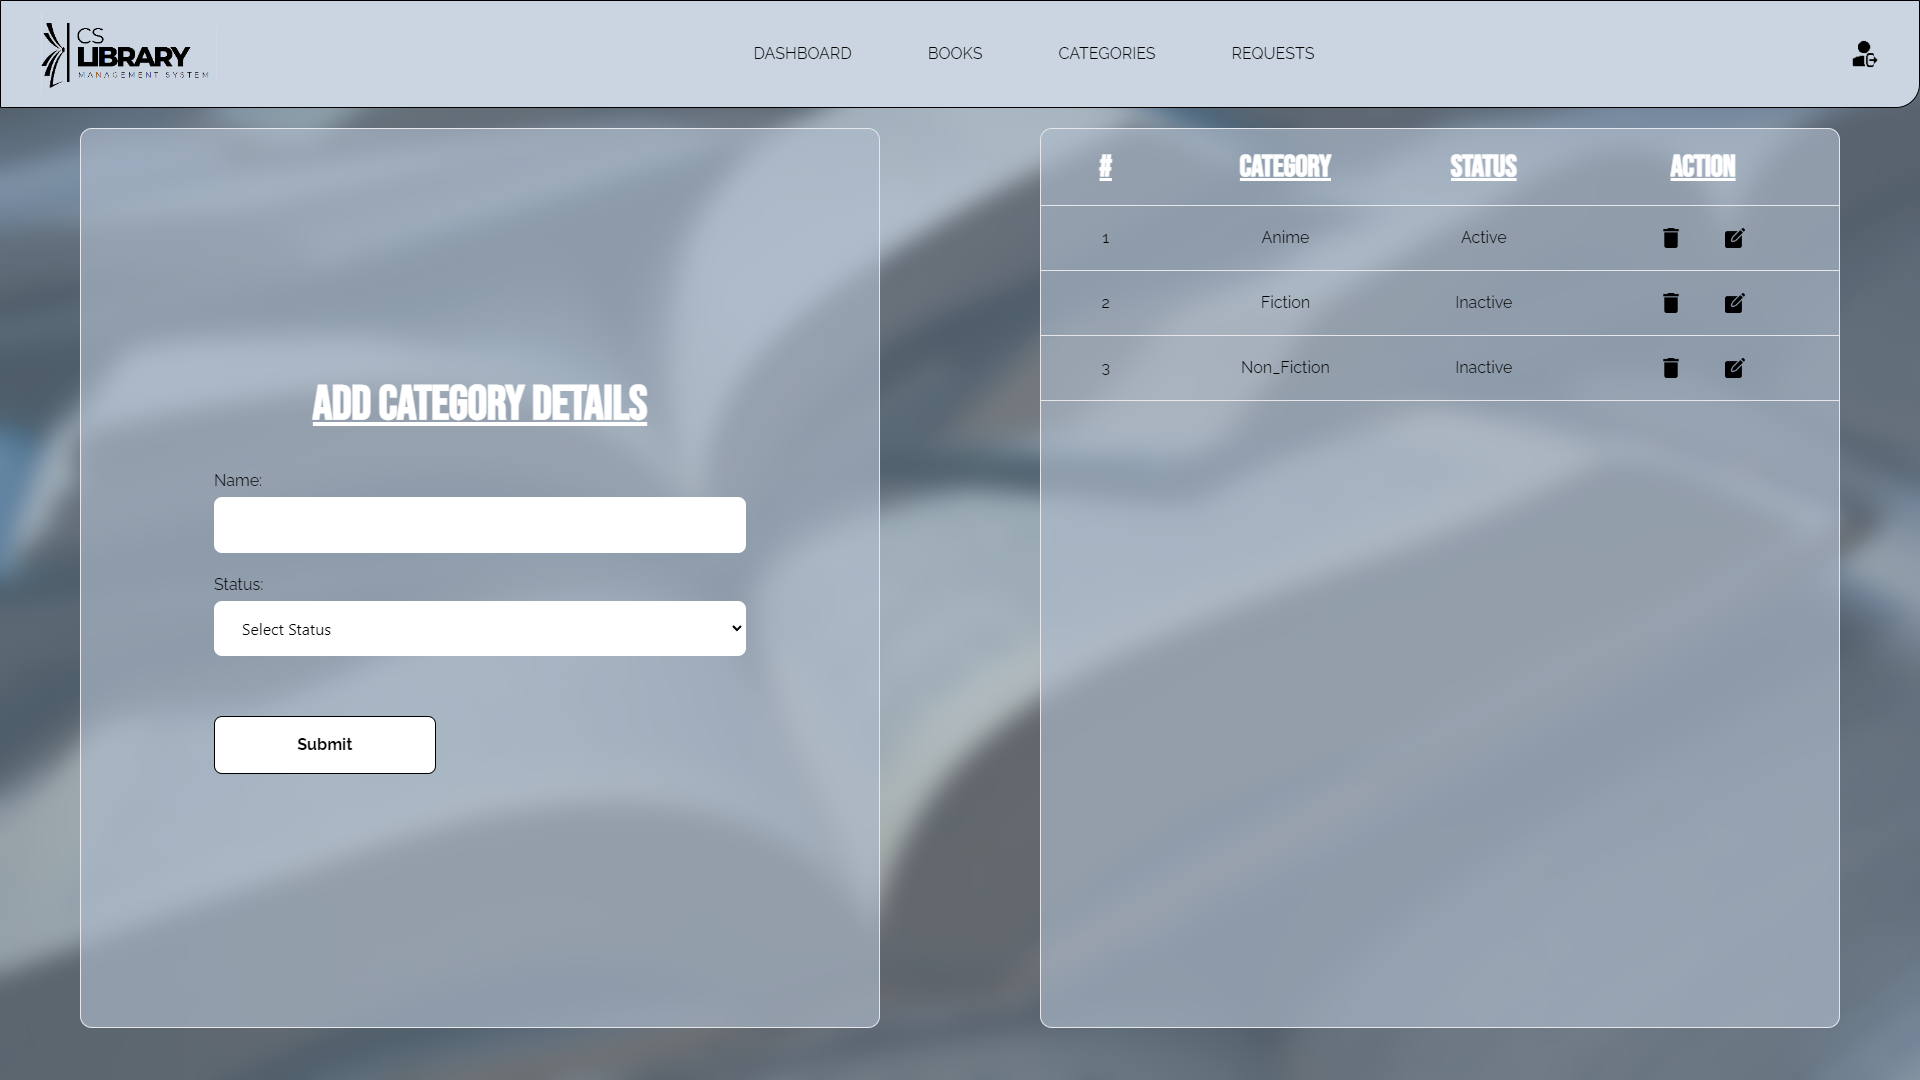 CS
LIBRARY
MANAGEMENT SYSTEM
DASHBOARD
BOOKS
CATEGORIES
REQUESTS
ADD CATEGORY DETAILS
Name:
Status:
Select Status
Submit
# CATEGORY STATUS ACTION
1 Anime Active
2 Fiction Inactive
3 Non_Fiction Inactive